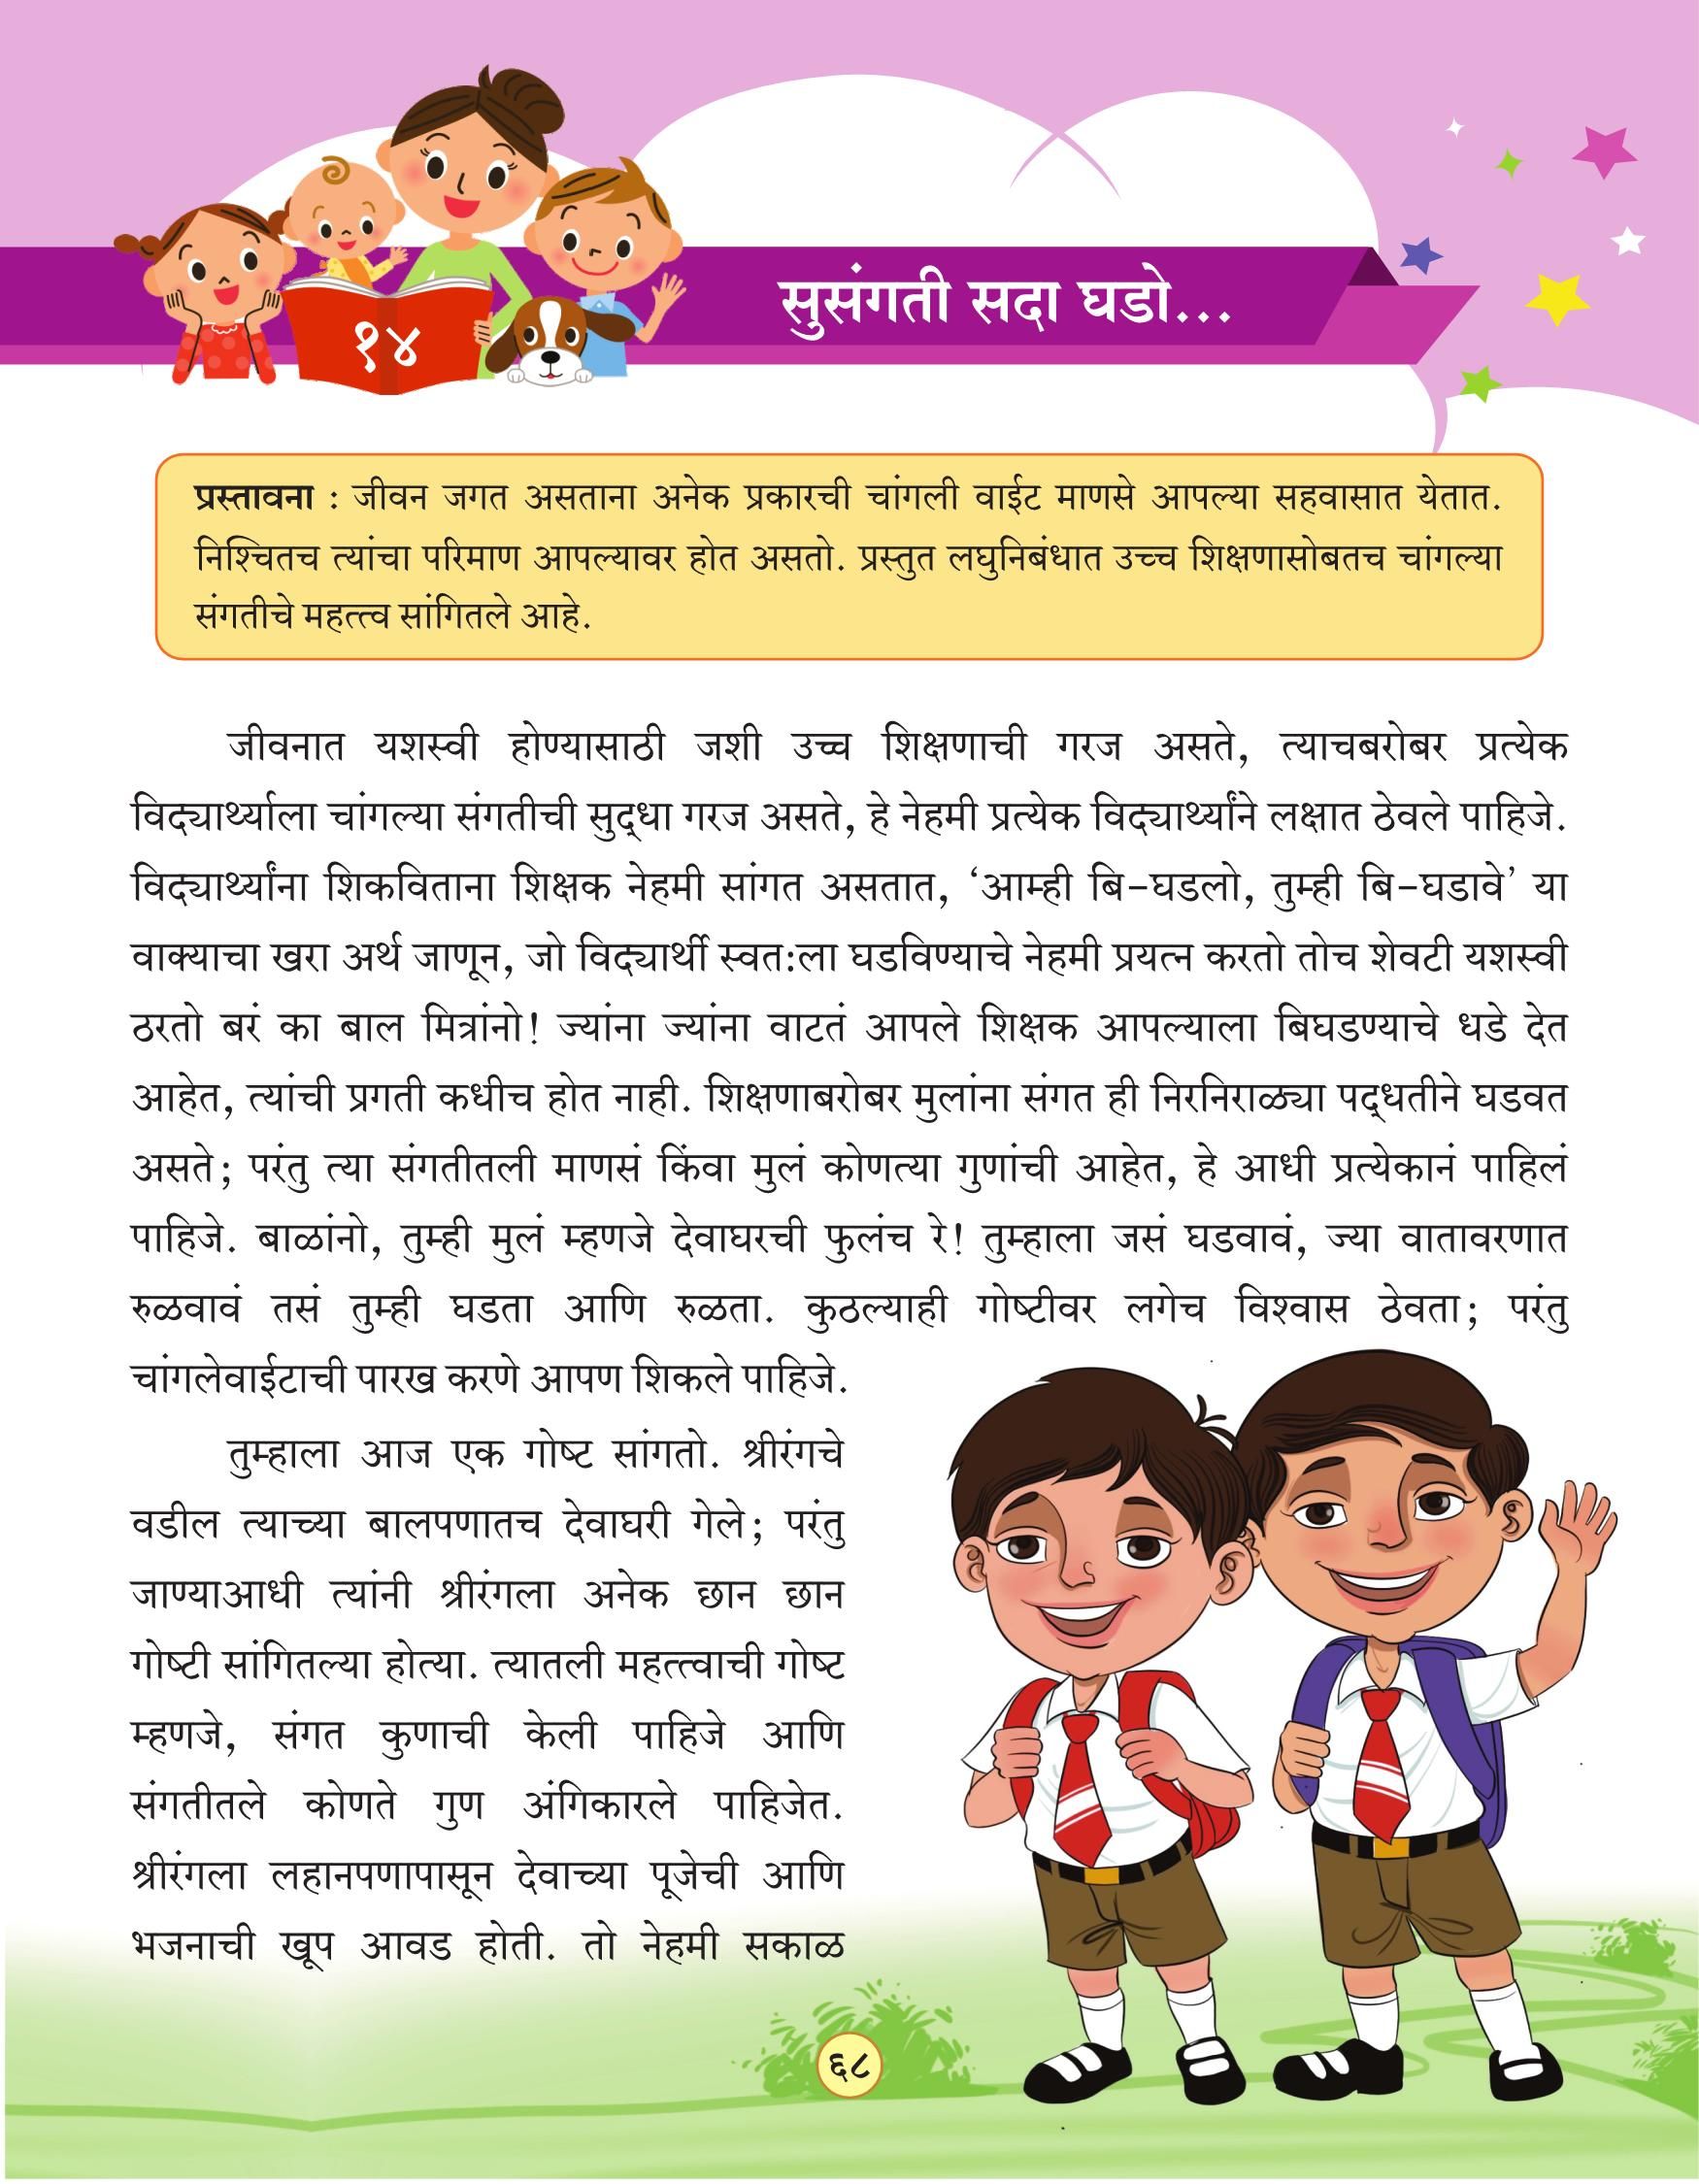 १४
सुसंगती सदा घडो...
प्रस्तावना : जीवन जगत असताना अनेक प्रकारची चांगली वाईट माणसे आपल्या सहवासात येतात.
निश्चितच त्यांचा परिमाण आपल्यावर होत असतो. प्रस्तुत लघुनिबंधात उच्च शिक्षणासोबतच चांगल्या
संगतीचे महत्त्व सांगितले आहे.
जीवनात यशस्वी होण्यासाठी जशी उच्च शिक्षणाची गरज असते, त्याचबरोबर प्रत्येक
विद्यार्थ्याला चांगल्या संगतीची सुद्धा गरज असते, हे नेहमी प्रत्येक विद्यार्थ्याने लक्षात ठेवले पाहिजे.
विद्यार्थ्यांना शिकविताना शिक्षक नेहमी सांगत असतात, ‘आम्ही बि-घडलो, तुम्ही बि-घडावे’ या
वाक्याचा खरा अर्थ जाणून, जो विद्यार्थी स्वत:ला घडविण्याचे नेहमी प्रयत्न करतो तोच शेवटी यशस्वी
ठरतो बरं का बाल मित्रांनो! ज्यांना ज्यांना वाटतं आपले शिक्षक आपल्याला बिघडण्याचे धडे देत
आहेत, त्यांची प्रगती कधीच होत नाही. शिक्षणाबरोबर मुलांना संगत ही निरनिराळ्या पद्धतीने घडवत
असते; परंतु त्या संगतीतली माणसं किंवा मुलं कोणत्या गुणांची आहेत, हे आधी प्रत्येकानं पाहिलं
पाहिजे. बाळांनो, तुम्ही मुलं म्हणजे देवाघरची फुलंच रे! तुम्हाला जसं घडवावं, ज्या वातावरणात
रुळवावं तसं तुम्ही घडता आणि रुळता. कुठल्याही गोष्टीवर लगेच विश्वास ठेवता; परंतु
चांगलेवाईटाची पारख करणे आपण शिकले पाहिजे.
तुम्हाला आज एक गोष्ट सांगतो. श्रीरंगचे
वडील त्याच्या बालपणातच देवाघरी गेले; परंतु
जाण्याआधी त्यांनी श्रीरंगला अनेक छान छान
गोष्टी सांगितल्या होत्या. त्यातली महत्त्वाची गोष्ट
म्हणजे, संगत कुणाची केली पाहिजे आणि
संगतीतले कोणते गुण अंगिकारले पाहिजेत.
श्रीरंगला लहानपणापासून देवाच्या पूजेची आणि
भजनाची खूप आवड होती. तो नेहमी सकाळ
६८